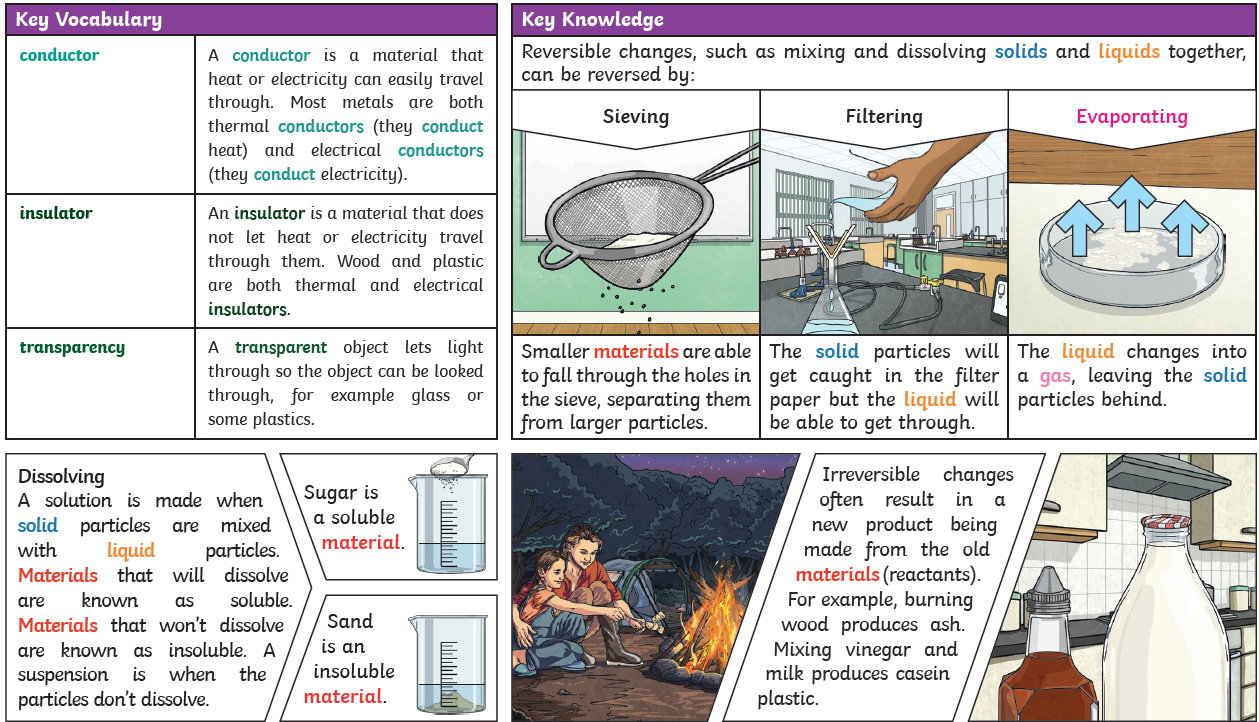 Key Vocabulary
conductor
A conductor is a material that
heat or electricity can easily travel
through. Most metals are both
thermal conductors (they conduct
heat) and electrical conductors
(they conduct electricity).
insulator
An insulator is a material that does
not let heat or electricity travel
through them. Wood and plastic
are both thermal and electrical
insulators.
transparency
A transparent object lets light
through so the object can be looked
through, for example glass or
some plastics.
Key Knowledge
Reversible changes, such as mixing and dissolving solids and liquids together,
can be reversed by:
Sieving
Smaller materials are able
to fall through the holes in
the sieve, separating them
from larger particles.
Filtering
The solid particles will
get caught in the filter
paper but the liquid will
be able to get through.
Evaporating
The liquid changes into
a gas, leaving the solid
particles behind.
Dissolving
A solution is made when
solid particles are mixed
with liquid particles.
Materials that will dissolve
are known as soluble.
Materials that won't dissolve
are known as insoluble. A
suspension is when the
particles don't dissolve.
Sugar is
a soluble
material.
Sand
is an
insoluble
material.
Irreversible changes
often result in a
new product being
made from the old
materials (reactants).
For example, burning
wood produces ash.
Mixing vinegar and
milk produces casein
plastic.